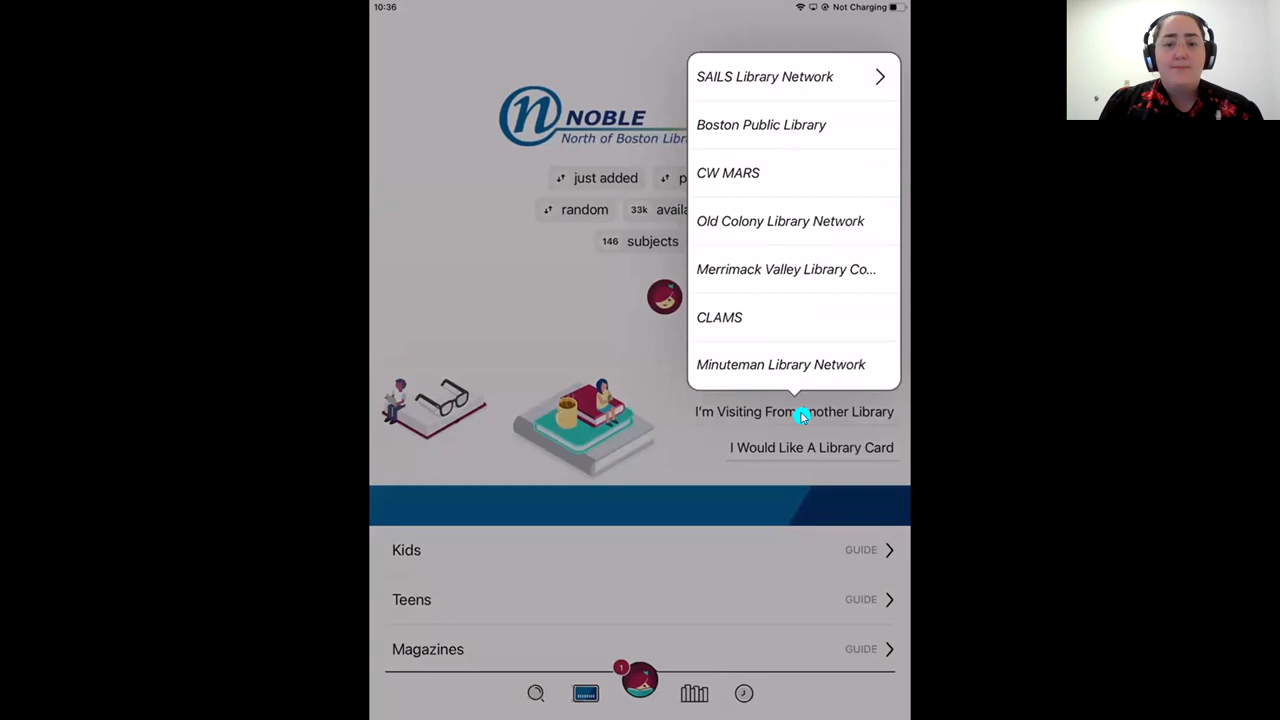 10:36
Not Charging
SAILS Library Network
Boston Public Library
CW MARS
Old Colony Library Network
Merrimack Valley Library Co...
CLAMS
Minuteman Library Network
n NOBLE
North of Boston Libr
just added
random
33k
146 subjects
I'm Visiting From Another Library
I Would Like A Library Card
Kids GUIDE
Teens GUIDE
Magazines GUIDE
1